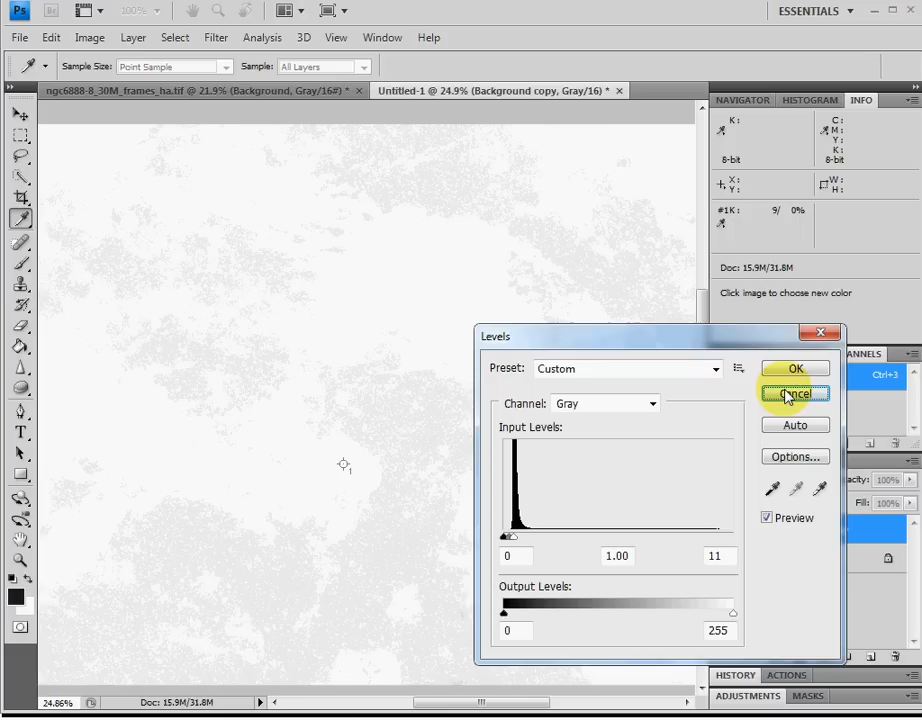 Ps Br 100% ESSENTIALS
File Edit Image Layer Select Filter Analysis 3D View Window Help
Sample Size: Point Sample Sample: All Layers
ngc6888-8_30M_frames_ha.tif @ 21.9% (Background, Gray/16#) * × Untitled-1 @ 24.9% (Background copy, Gray/16) * × NAVIGATOR HISTOGRAM INFO
K: C:
M:
Y:
K:
8-bit 8-bit
X: W:
Y: H:
#1K: 9/ 0%
Doc: 15.9M/31.8M
Click image to choose new color
Levels
ANNELS
Preset: Custom OK
Ctrl+3
Cancel
Channel: Gray
Auto
Input Levels:
Options...
1
acity: 100%
Fill: 100%
Preview
0 1.00 11
Output Levels:
0 255
T
HISTORY ACTIONS
ADJUSTMENTS MASKS
24.86% Doc: 15.9M/31.8M